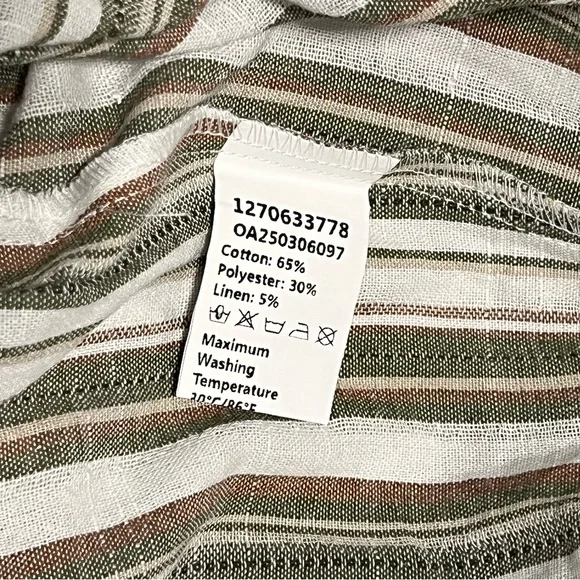 1270633778
OA250306097
Cotton: 65%
Polyester: 30%
Linen: 5%
Maximum
Washing
Temperature